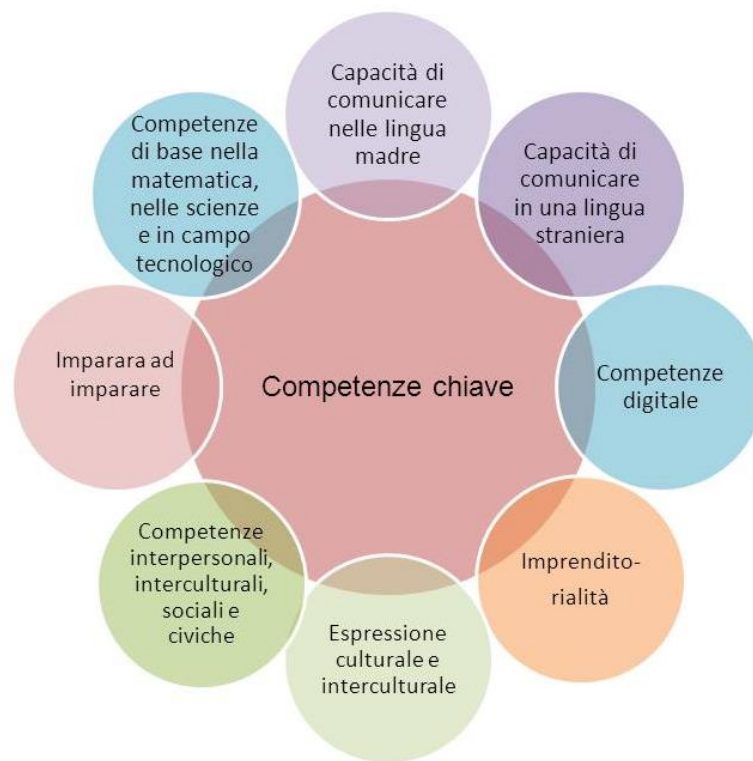 Capacità di
comunicare
nelle lingua
madre
Capacità di
comunicare
in una lingua
straniera
Competenze
digitale
Imprendito-
rialità
Espressione
culturale e
interculturale
Competenze
interpersonali,
interculturali,
sociali e
civiche
Imparara ad
imparare
Competenze
di base nella
matematica,
nelle scienze
e in campo
tecnologico
Competenze chiave